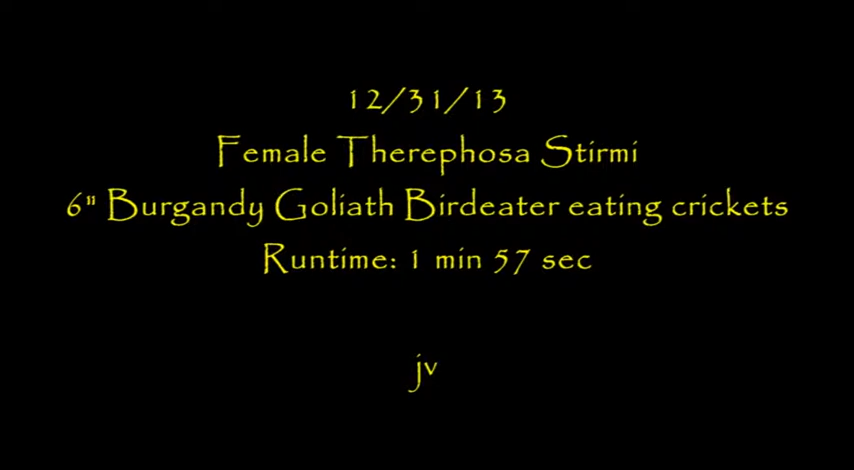 12/31/13
Female Therephosa Stirmi
6" Burgandy Goliath Birdeater eating crickets
Runtime: 1 min 57 sec
jv